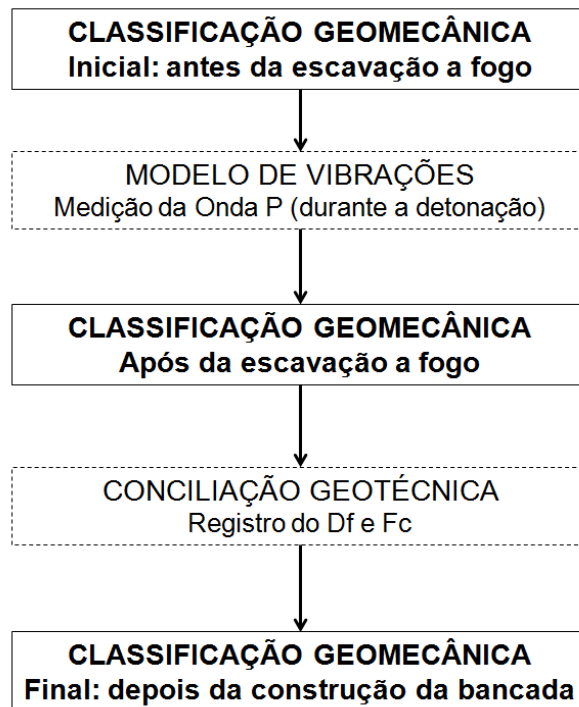 CLASSIFICAÇÃO GEOMECÂNICA
Inicial: antes da escavação a fogo
MODELO DE VIBRAÇÕES
Medição da Onda P (durante a detonação)
CLASSIFICAÇÃO GEOMECÂNICA
Após da escavação a fogo
CONCILIAÇÃO GEOTÉCNICA
Registro do Df e Fc
CLASSIFICAÇÃO GEOMECÂNICA
Final: depois da construção da bancada